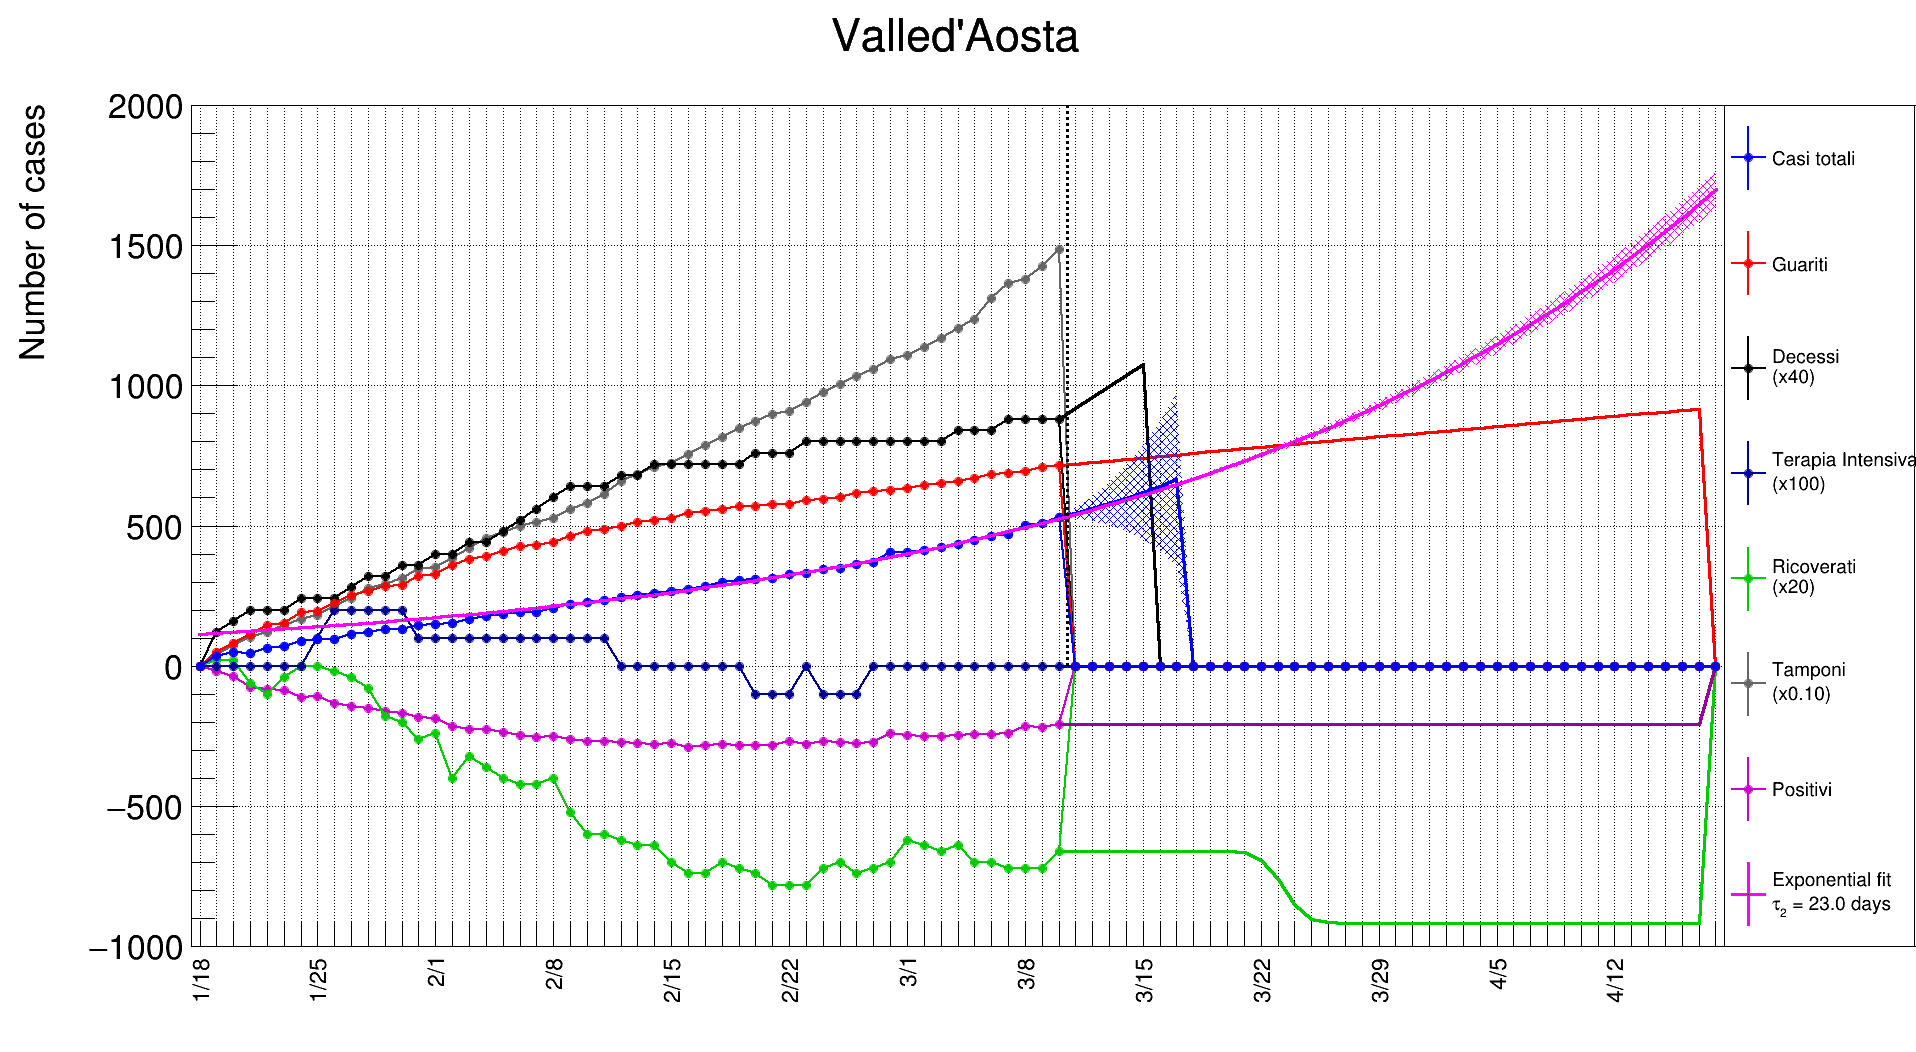 Valled'Aosta
Number of cases
2000
1500
1000
500
0
−500
−1000
1/18
1/25
2/1
2/8
2/15
2/22
3/1
3/8
3/15
3/22
3/29
4/5
4/12
Casi totali
Guariti
Decessi
(x40)
Terapia Intensiva
(x100)
Ricoverati
(x20)
Tamponi
(x0.10)
Positivi
Exponential fit
τ2 = 23.0 days